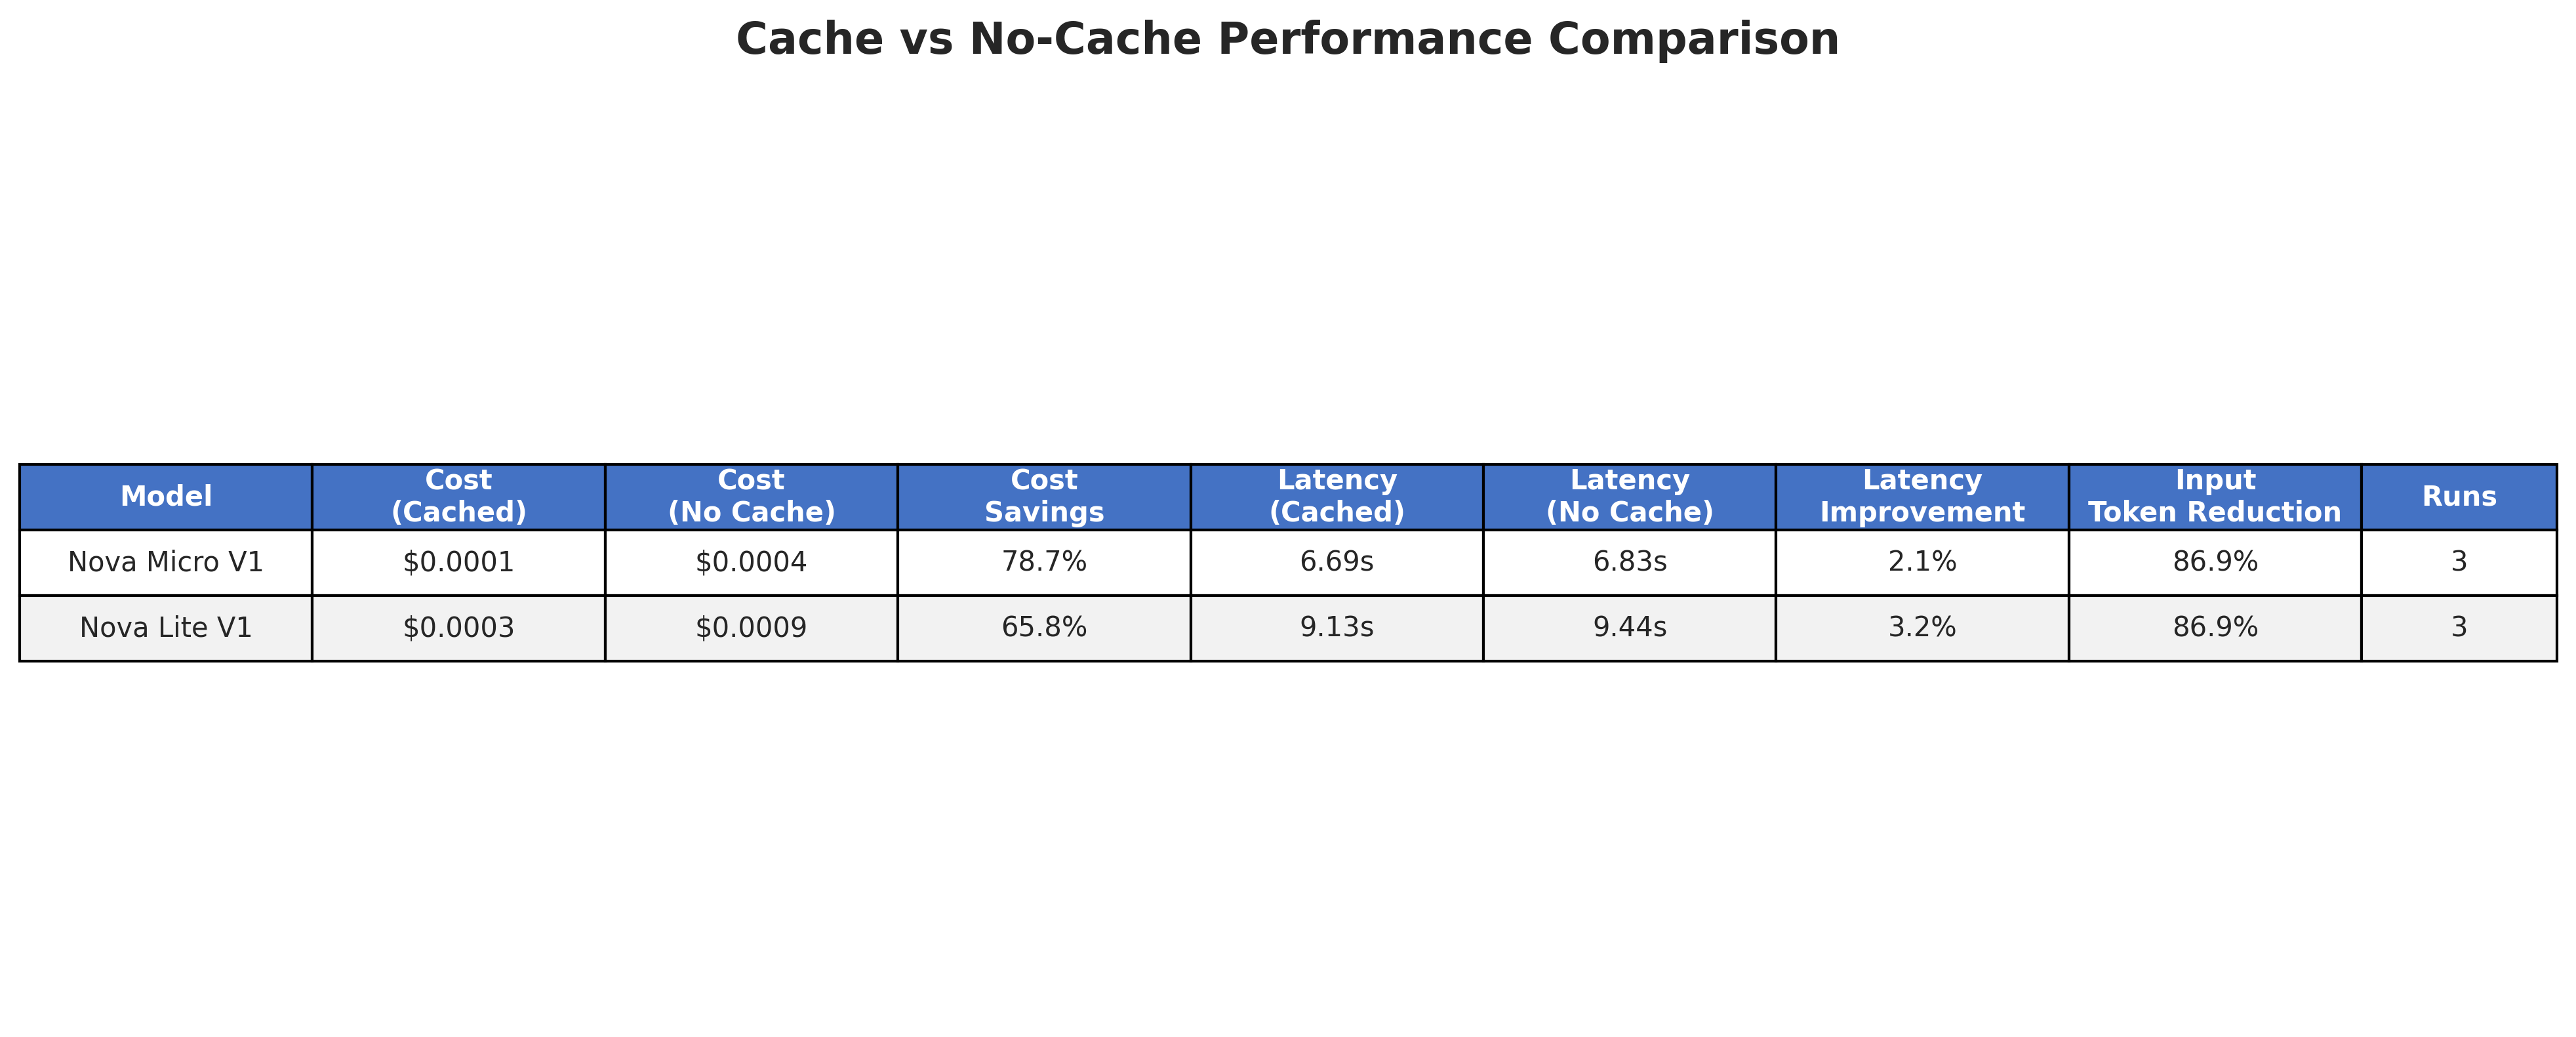 Cache vs No-Cache Performance Comparison
Model Cost (Cached) Cost (No Cache) Cost Savings Latency (Cached) Latency (No Cache) Latency Improvement Input Token Reduction Runs
Nova Micro V1 $0.0001 $0.0004 78.7% 6.69s 6.83s 2.1% 86.9% 3
Nova Lite V1 $0.0003 $0.0009 65.8% 9.13s 9.44s 3.2% 86.9% 3